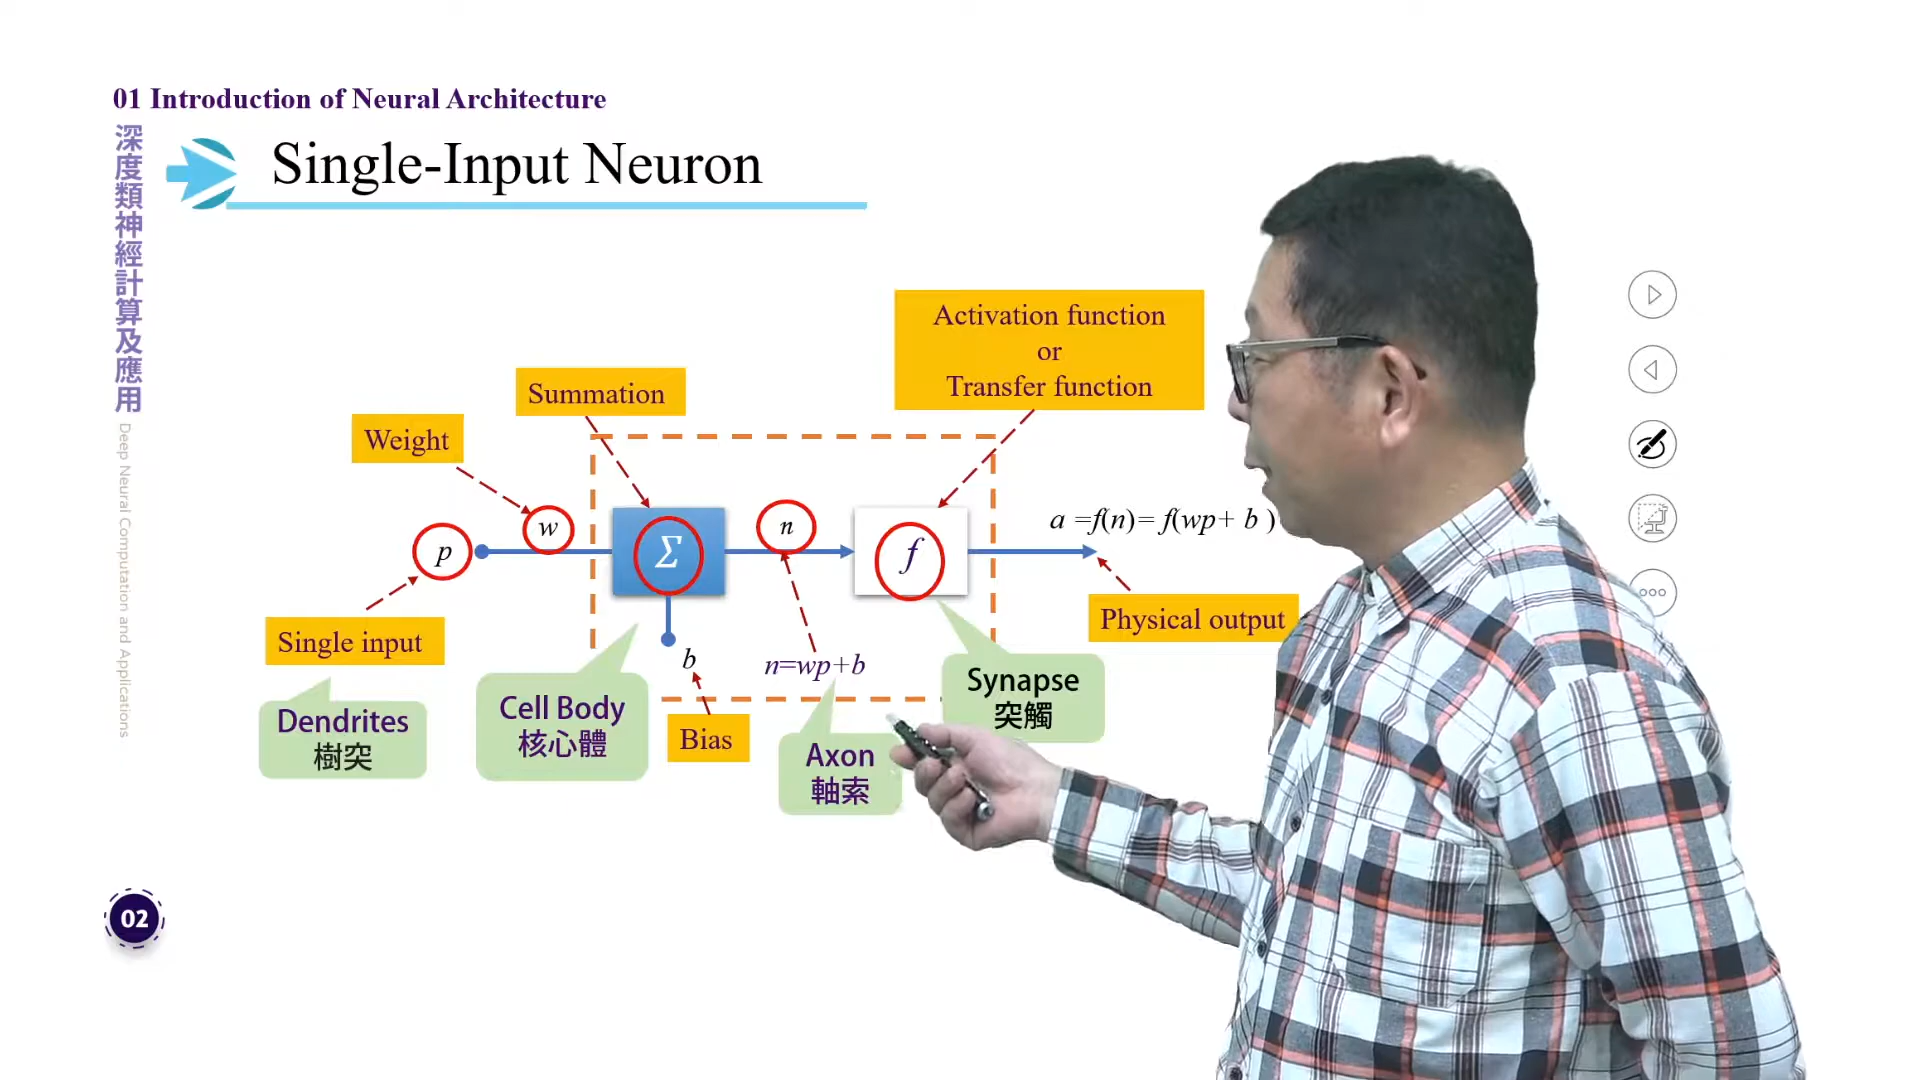 01 Introduction of Neural Architecture
深度類神經計算及應用
Deep Neural Computation and Applications
Single-Input Neuron
Activation function
or
Transfer function
Summation
Weight
w
n
a =f(n)= f(wp+ b )
p
Σ
f
Single input
b
n=wp+b
Physical output
Dendrites
樹突
Cell Body
核心體
Bias
Axon
軸索
Synapse
突觸
02